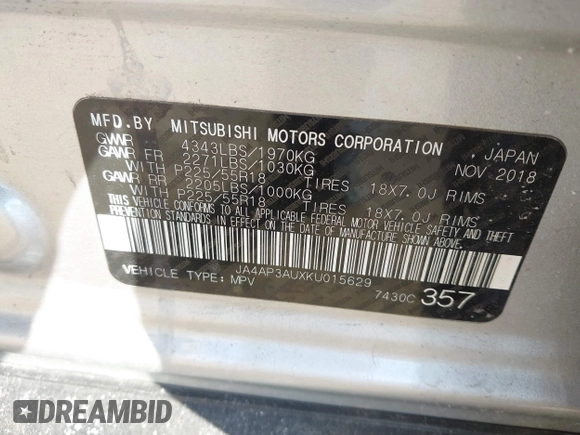 MFD.BY MITSUBISHI MOTORS CORPORATION JAPAN
GVWR 4343LBS/1970KG NOV 2018
GAWR FR 2271LBS/1030KG
WITH P225/55R18 TIRES 18X7.0J RIMS
GAWR RR 2205LBS/1000KG
WITH P225/55R18 TIRES 18X7.0J RIMS
THIS VEHICLE CONFORMS TO ALL APPLICABLE FEDERAL MOTOR VEHICLE SAFETY AND
THEFT PREVENTION STANDARDS IN EFFECT ON THE DATE OF MANUFACTURE SHOWN ABOVE.
JA4AP3AUXKU015629
VEHICLE TYPE: MPV
7430C 357
DREAMBID